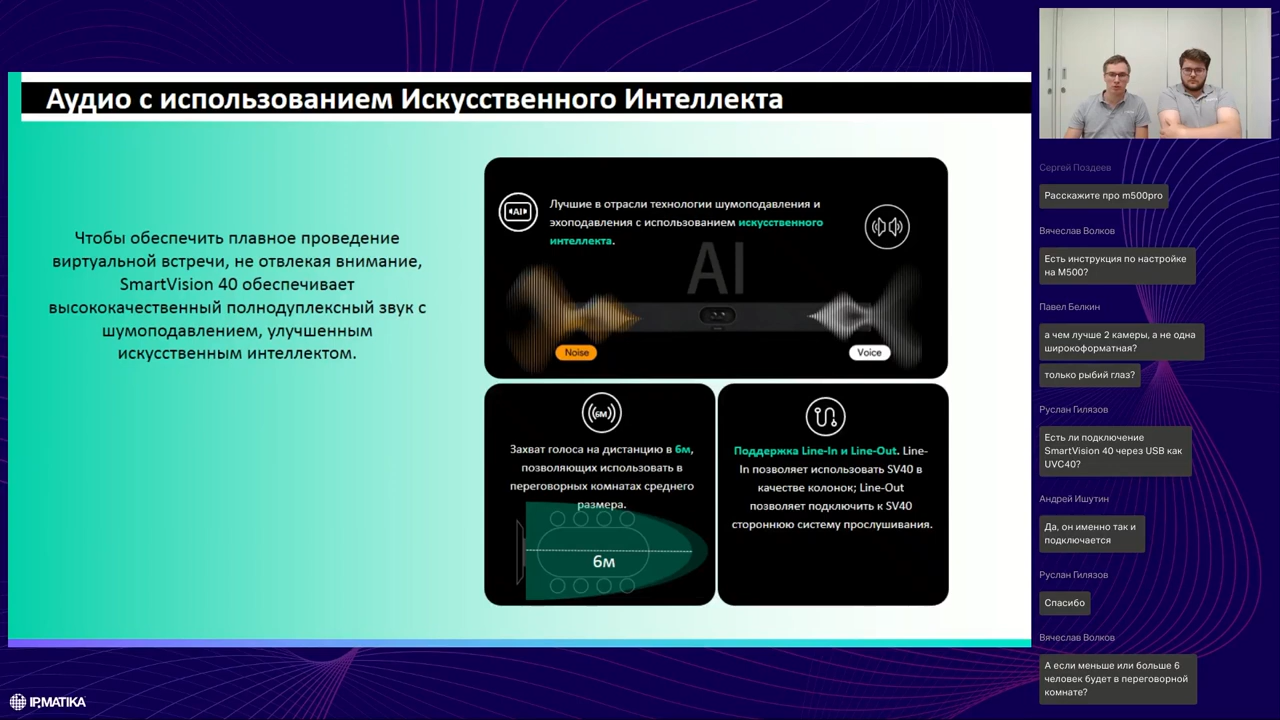 Аудио с использованием Искусственного Интеллекта
Чтобы обеспечить плавное проведение
виртуальной встречи, не отвлекая внимание,
SmartVision 40 обеспечивает
высококачественный полнодуплексный звук с
шумоподавлением, улучшенным
искусственным интеллектом.
AI
Лучшие в отрасли технологии шумоподавления и
эхоподавления с использованием искусственного
интеллекта.
AI
Noise
Voice
6M
Захват голоса на дистанцию в 6м,
позволяющих использовать в
переговорных комнатах среднего
размера.
6м
Поддержка Line-In и Line-Out. Line-
In позволяет использовать SV40 в
качестве колонок; Line-Out
позволяет подключить к SV40
стороннюю систему прослушивания.
IPMATIKA
Сергей Поздеев
Расскажите про m500pro
Вячеслав Волков
Есть инструкция по настройке
на M500?
Павел Белкин
а чем лучше 2 камеры, а не одна
широкоформатная?
только рыбий глаз?
Руслан Гилязов
Есть ли подключение
SmartVision 40 через USB как
UVC40?
Андрей Ишутин
Да, он именно так и
подключается
Руслан Гилязов
Спасибо
Вячеслав Волков
А если меньше или больше 6
человек будет в переговорной
комнате?